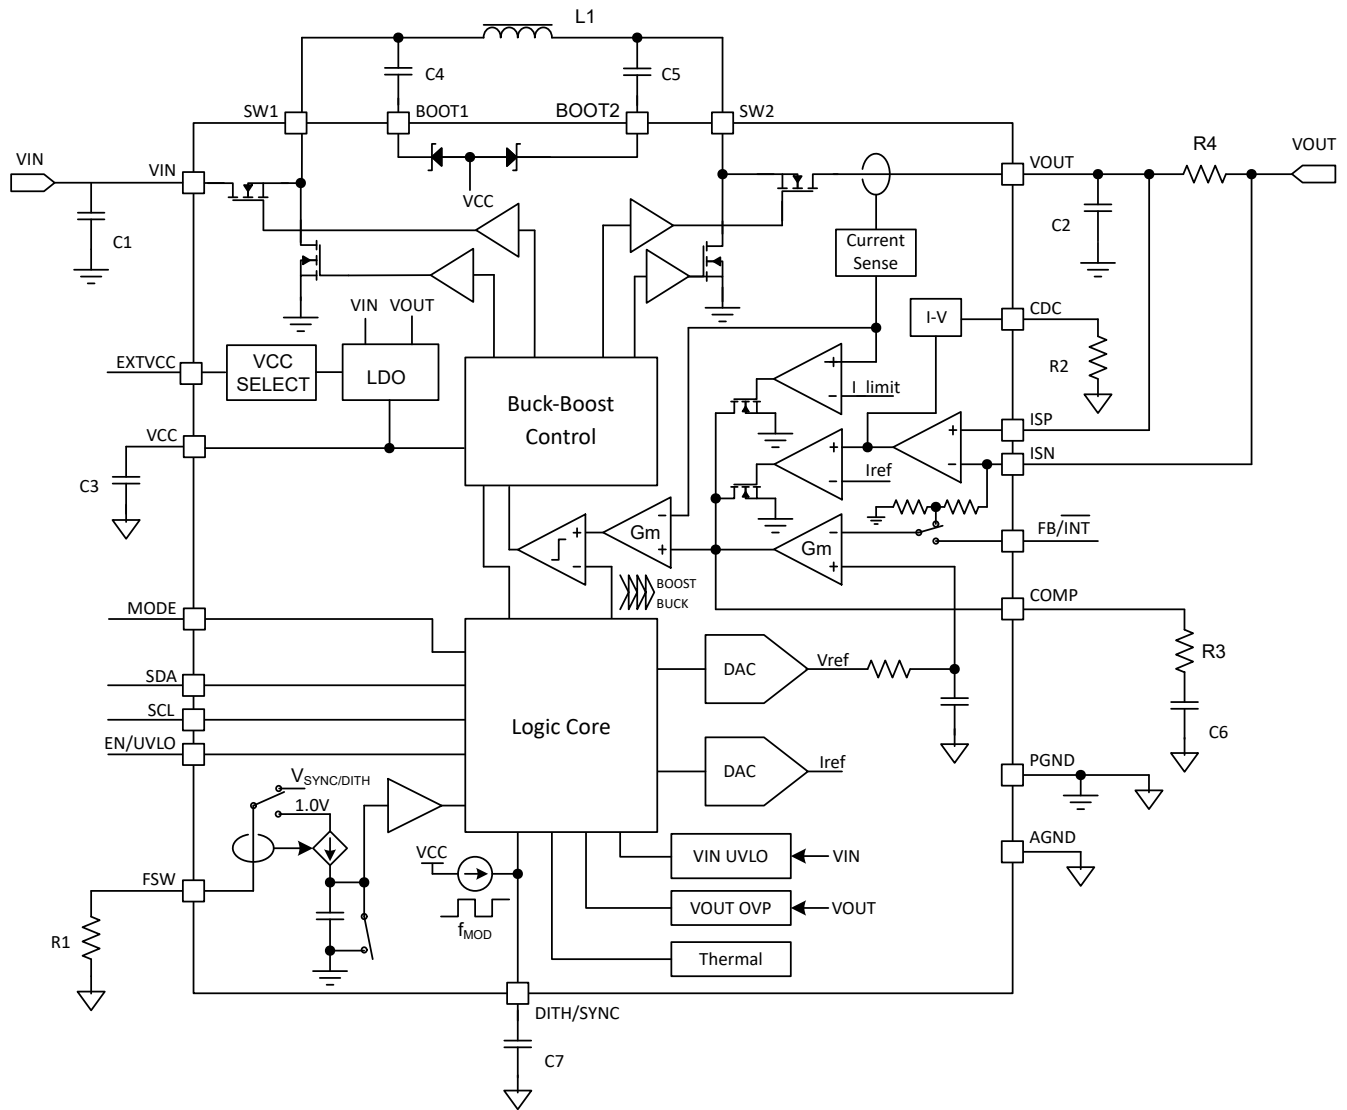 L1
C4
C5
SW1
BOOT1
BOOT2
SW2
VIN
VIN
VCC
VOUT
R4
VOUT
C1
C2
Current
Sense
VIN
VOUT
I-V
CDC
EXTVCC
VCC
SELECT
LDO
R2
Buck-Boost
Control
+
-
I_limit
VCC
ISP
+
-
Iref
+
-
ISN
C3
Gm
-
+
+
-
Gm
-
+
FB/INT
BOOST
BUCK
MODE
COMP
R3
SDA
DAC
Vref
SCL
Logic Core
C6
EN/UVLO
DAC
Iref
PGND
VSYNC/DITH
1.0V
AGND
VCC
VIN UVLO
VIN
FSW
VOUT OVP
VOUT
fMOD
R1
Thermal
DITH/SYNC
C7